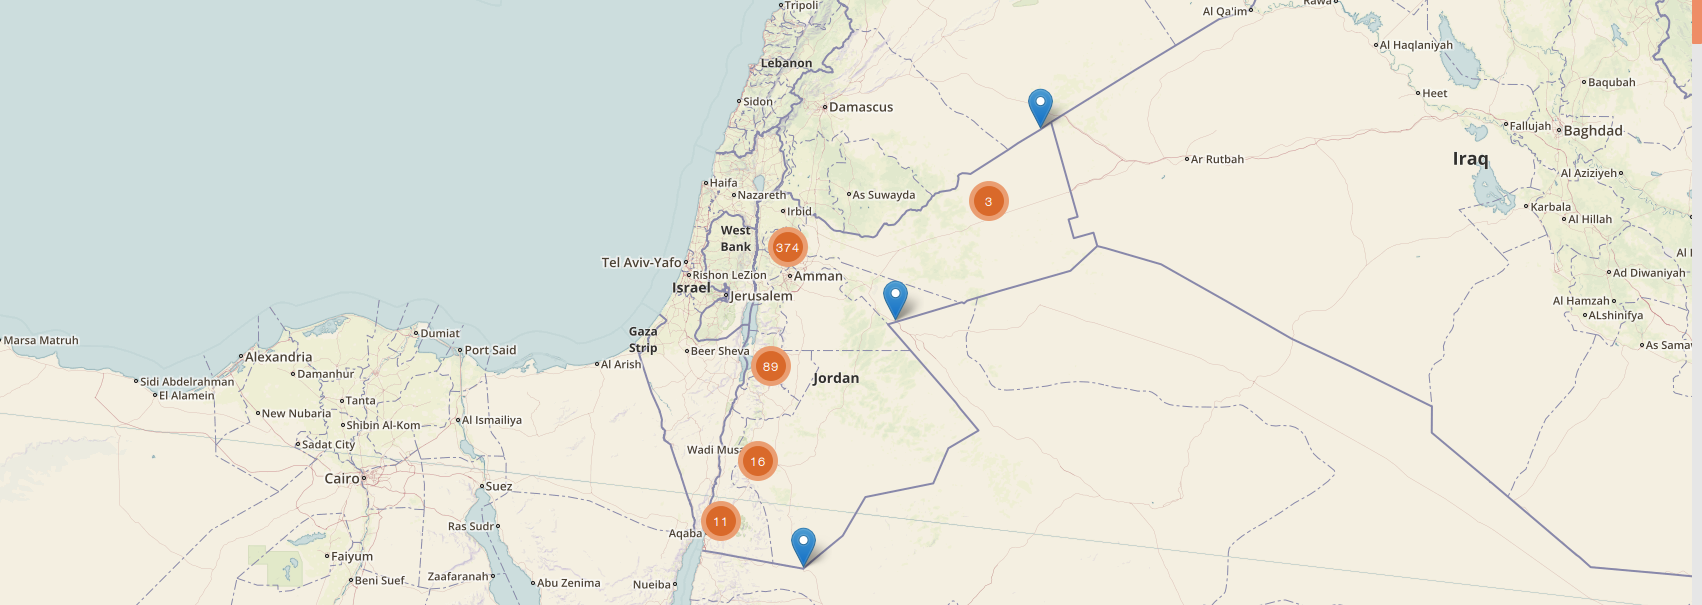 Tripoli
Al Qa'im
Rawa
Al Haqlaniyah
Lebanon
Baqubah
Heet
Sidon
Damascus
Fallujah
Baghdad
Ar Rutbah
Iraq
Al Aziziyeh
Haifa
Nazareth
As Suwayda
3
Karbala
Irbid
Al Hillah
West
Bank
374
Tel Aviv-Yafo
Rishon LeZion
Amman
Ad Diwaniyah
Israel
Jerusalem
Al Hamzah
ALshinifya
Gaza
Strip
Dumiat
Marsa Matruh
Port Said
Beer Sheva
As Samaw
Alexandria
Al Arish
89
Damanhur
Jordan
Sidi Abdelrahman
El Alamein
Tanta
New Nubaria
Shibin Al-Kom
Al Ismailiya
Sadat City
Wadi Musa
16
Cairo
Suez
11
Ras Sudr
Aqaba
Faiyum
Beni Suef
Zaafaranah
Abu Zenima
Nueiba